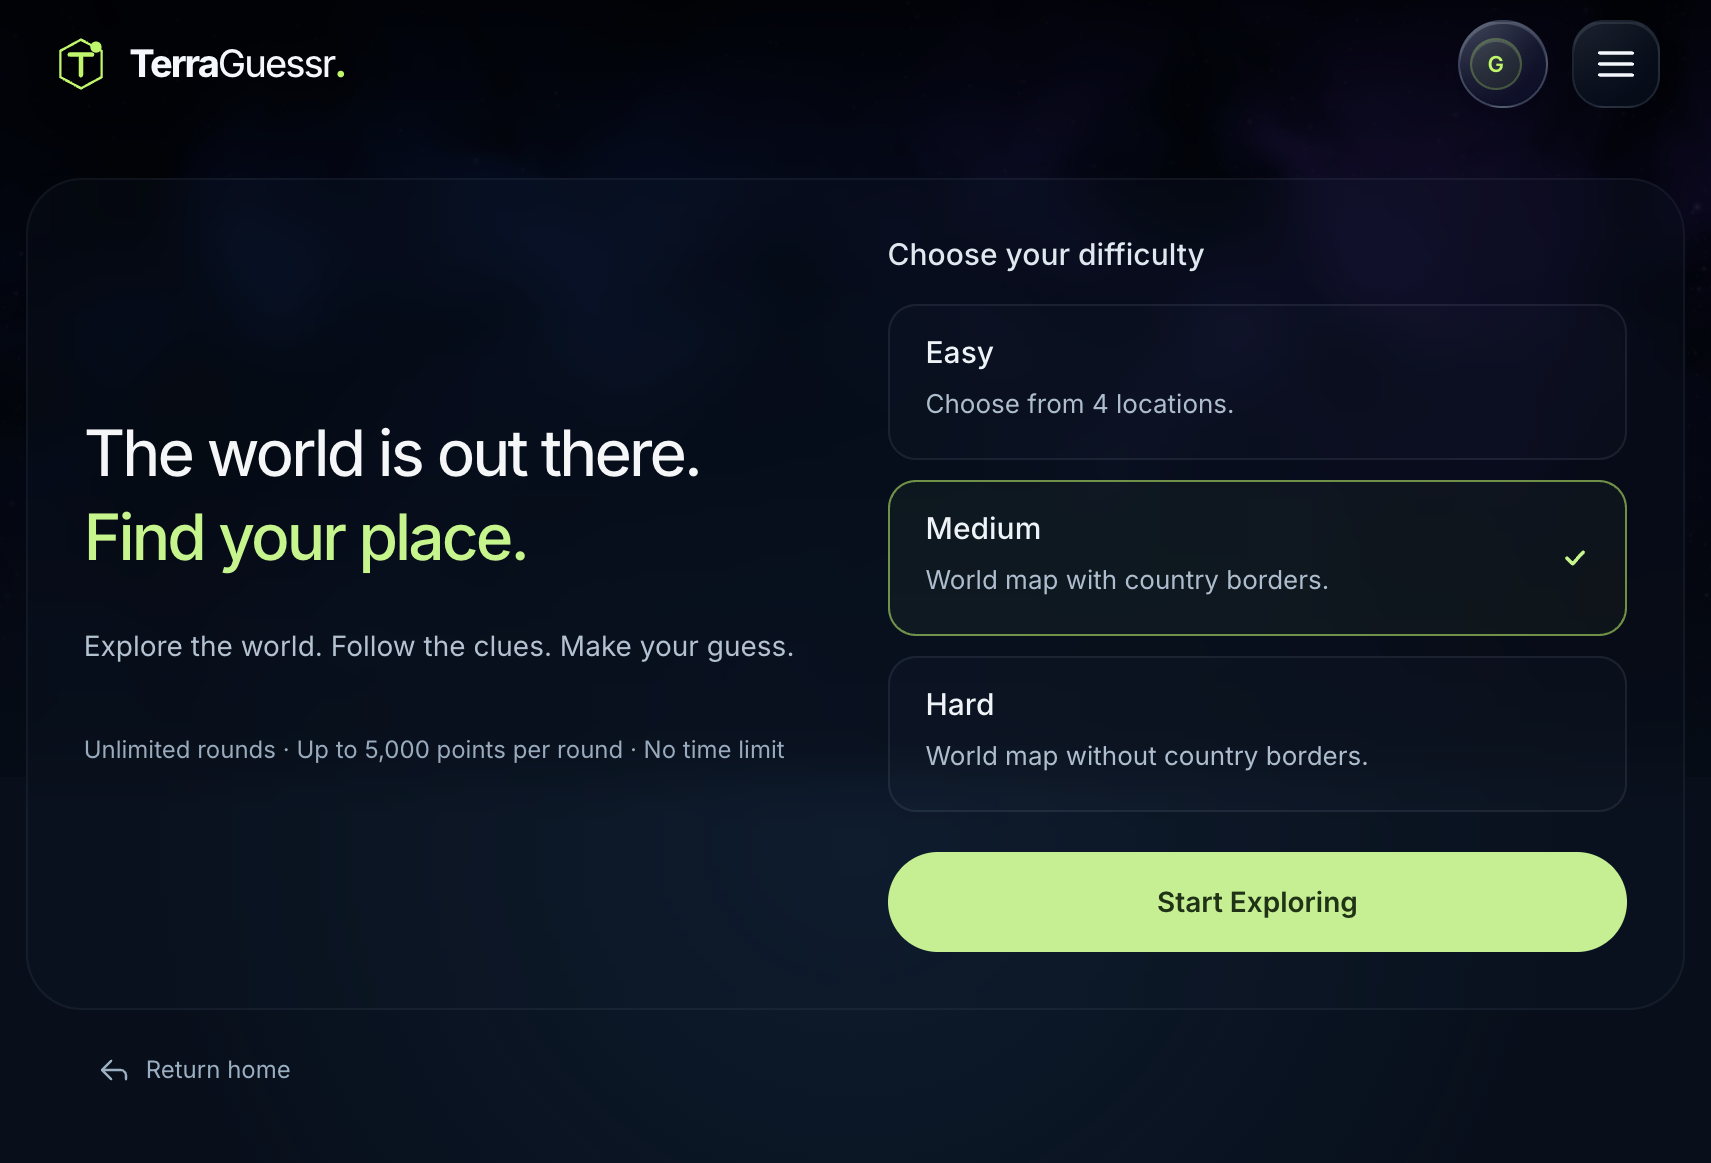 TerraGuessr.
G
The world is out there.
Find your place.
Explore the world. Follow the clues. Make your guess.
Unlimited rounds · Up to 5,000 points per round · No time limit
Choose your difficulty
Easy
Choose from 4 locations.
Medium
World map with country borders.
Hard
World map without country borders.
Start Exploring
Return home